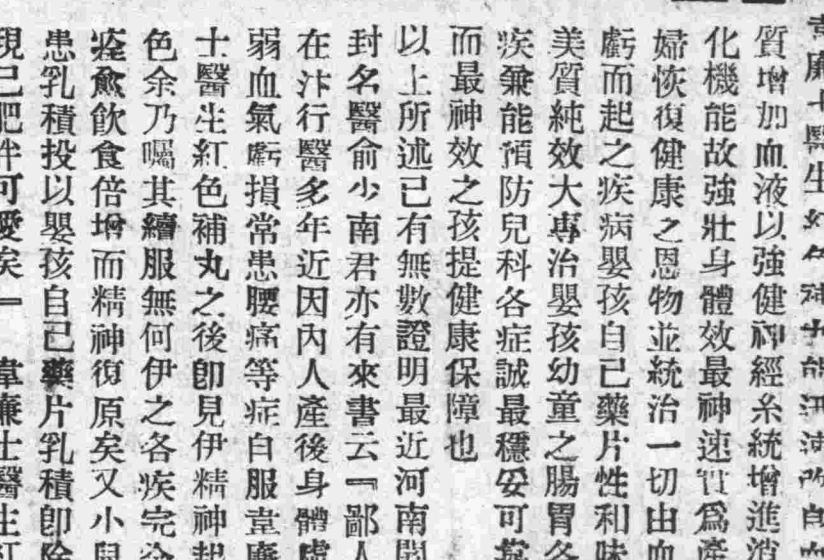 韋廉士醫生紅色補丸能
質增加血液以強健神經系統增進消
化機能故強壯身體效最神速實爲產
婦恢復健康之恩物並統治一切由血
虧而起之疾病嬰孩自己藥片性利味
美質純效大專治嬰孩幼童之腸胃各
疾兼能預防兒科各症誠最穩妥可靠
而最神效之孩提健康保障也
以上所述已有無數證明最近河南開
封名醫俞少南君亦有來書云『鄙人
在汴行醫多年近因內人產後身體虛
弱血氣虧損常患腰痛等症自服韋廉
士醫生紅色補丸之後卽見伊精神起
色余乃囑其續服無何伊之各疾完全
痊愈飲食倍增而精神復原矣又小兒
患乳積投以嬰孩自己藥片乳積卽除
現已肥胖可愛矣』 韋廉士醫生紅